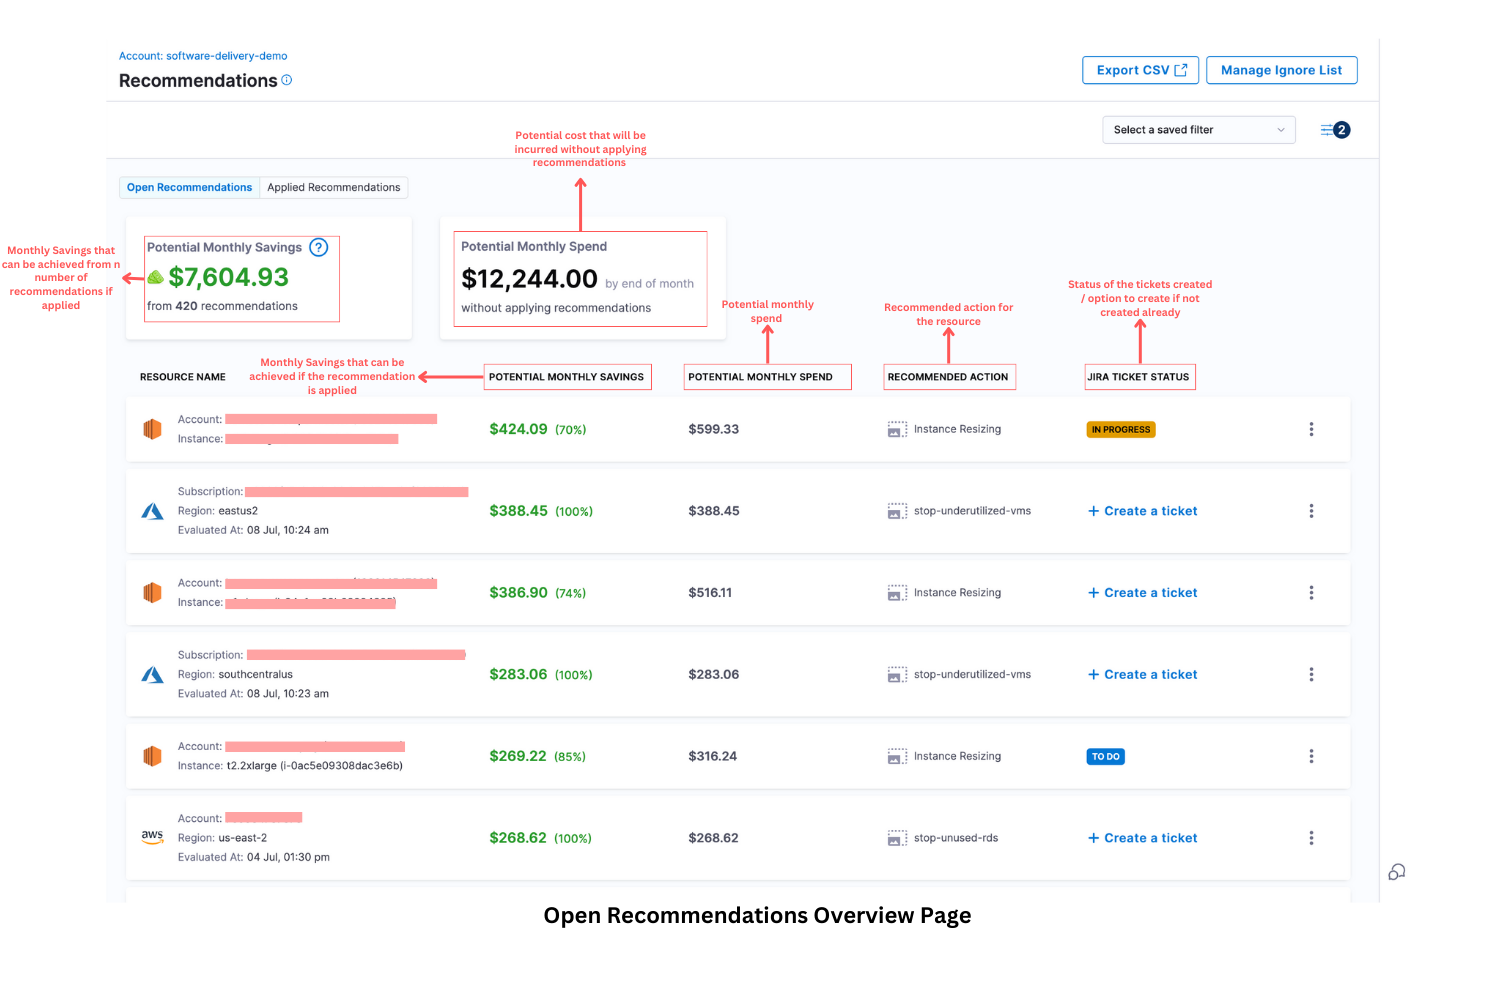 Account: software-delivery-demo
Recommendations
Export CSV
Manage Ignore List
Select a saved filter
2
Potential cost that will be
incurred without applying
recommendations
Open Recommendations
Applied Recommendations
Monthly Savings that
can be achieved from n
number of
recommendations if
applied
Potential Monthly Savings ?
$7,604.93
from 420 recommendations
Potential Monthly Spend
$12,244.00 by end of month
without applying recommendations
Potential monthly
spend
Recommended action for
the resource
Status of the tickets created
/ option to create if not
created already
Monthly Savings that can be
achieved if the recommendation
is applied
RESOURCE NAME
POTENTIAL MONTHLY SAVINGS
POTENTIAL MONTHLY SPEND
RECOMMENDED ACTION
JIRA TICKET STATUS
Account:
Instance:
$424.09 (70%)
$599.33
Instance Resizing
IN PROGRESS
Subscription:
Region: eastus2
Evaluated At: 08 Jul, 10:24 am
$388.45 (100%)
$388.45
stop-underutilized-vms
+ Create a ticket
Account:
Instance:
$386.90 (74%)
$516.11
Instance Resizing
+ Create a ticket
Subscription:
Region: southcentralus
Evaluated At: 08 Jul, 10:23 am
$283.06 (100%)
$283.06
stop-underutilized-vms
+ Create a ticket
Account:
Instance: t2.2xlarge (i-0ac5e09308dac3e6b)
$269.22 (85%)
$316.24
Instance Resizing
TO DO
aws
Account:
Region: us-east-2
Evaluated At: 04 Jul, 01:30 pm
$268.62 (100%)
$268.62
stop-unused-rds
+ Create a ticket
Open Recommendations Overview Page